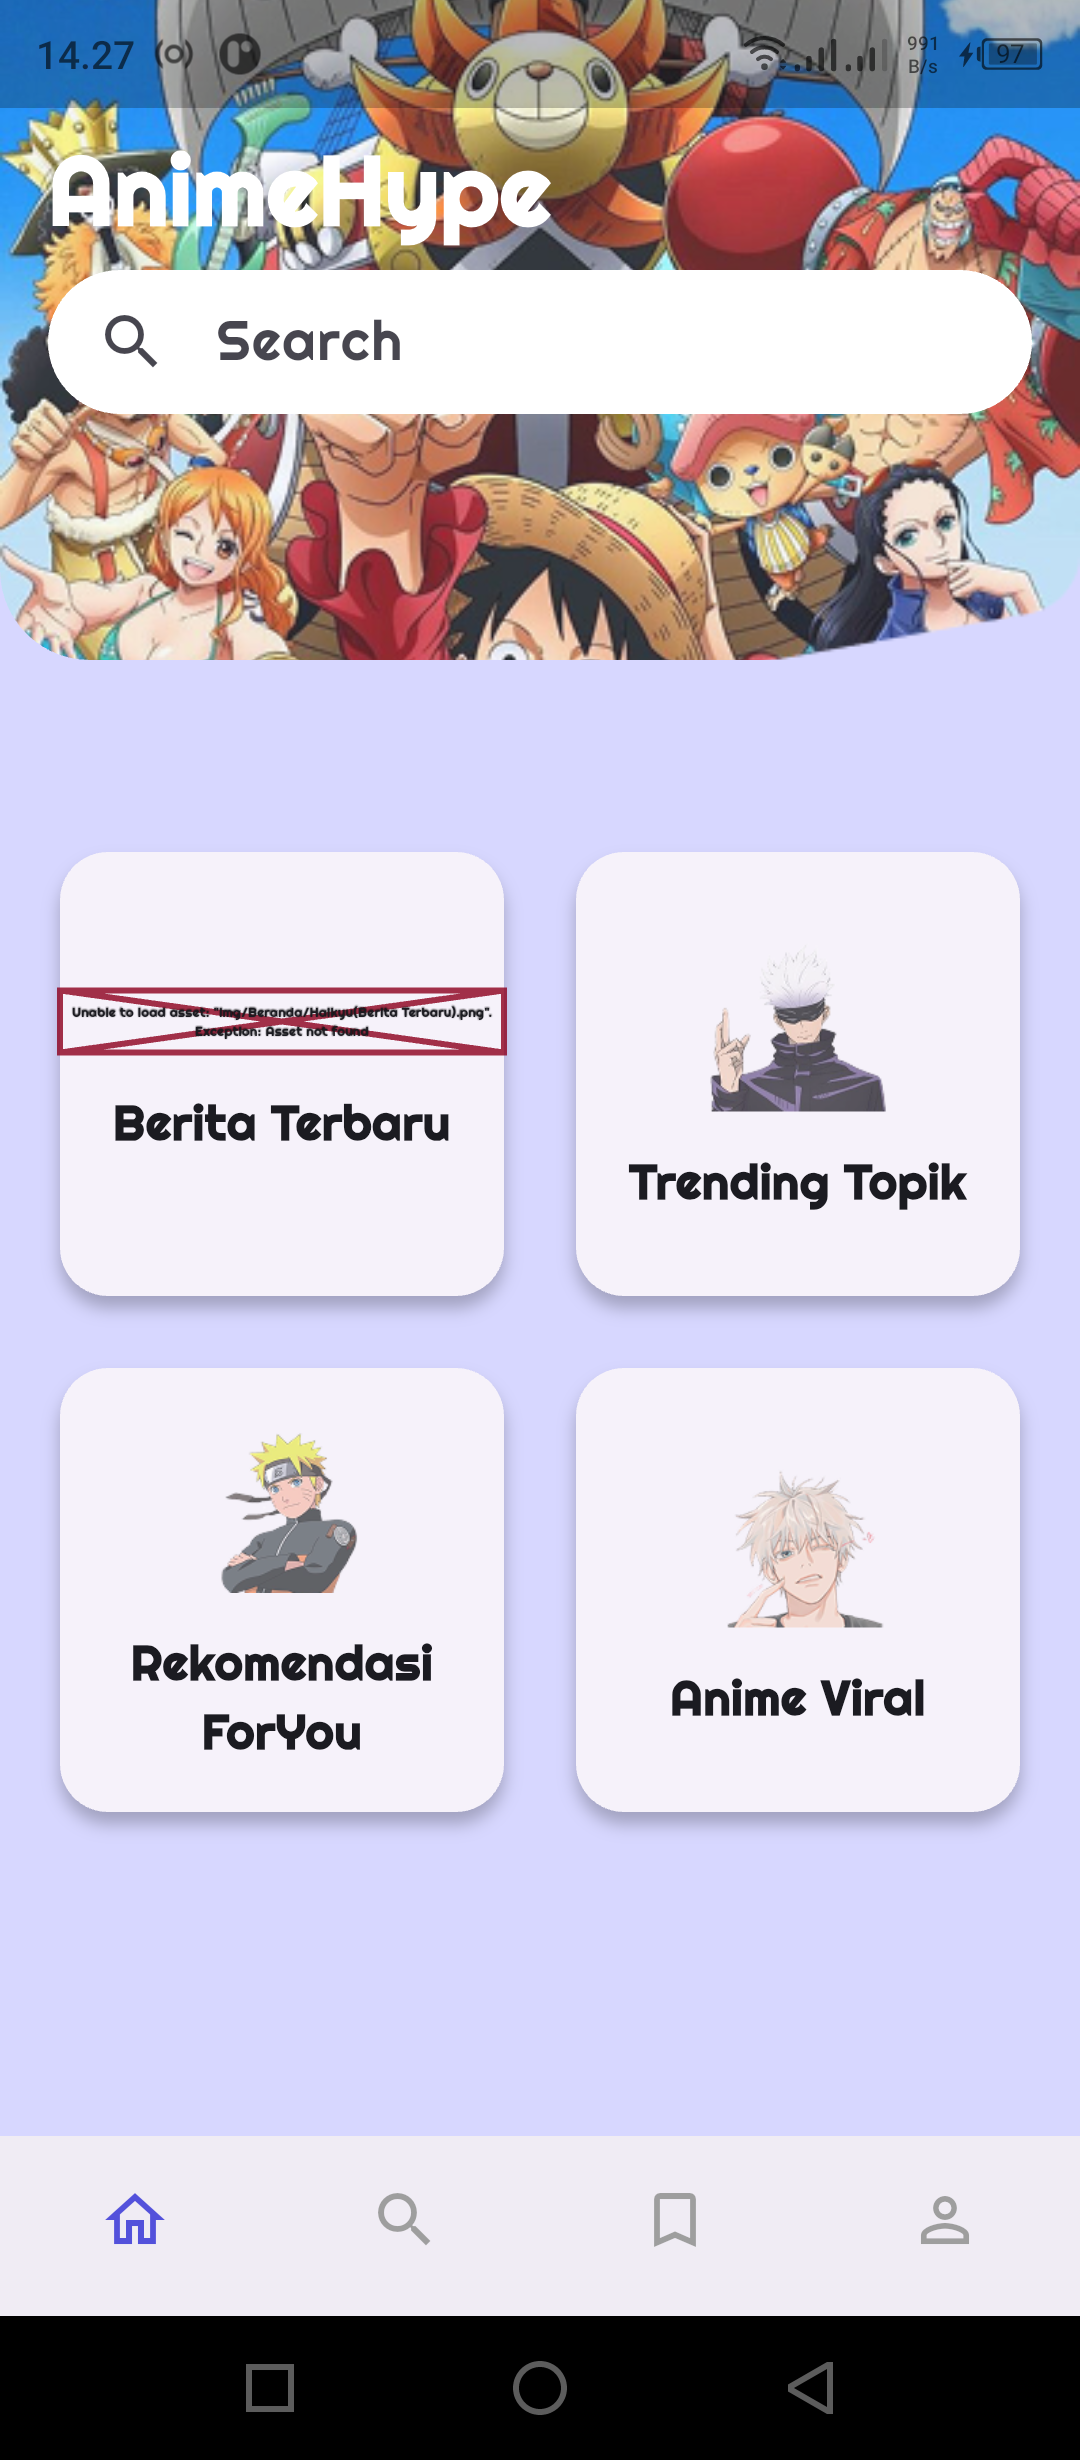 14.27
991
B/s
97
AnimeHype
Search
Unable to load asset: "img/Beranda/Haikyu(Berita Terbaru).png".
Exception: Asset not found
Berita Terbaru
Trending Topik
Rekomendasi
ForYou
Anime Viral